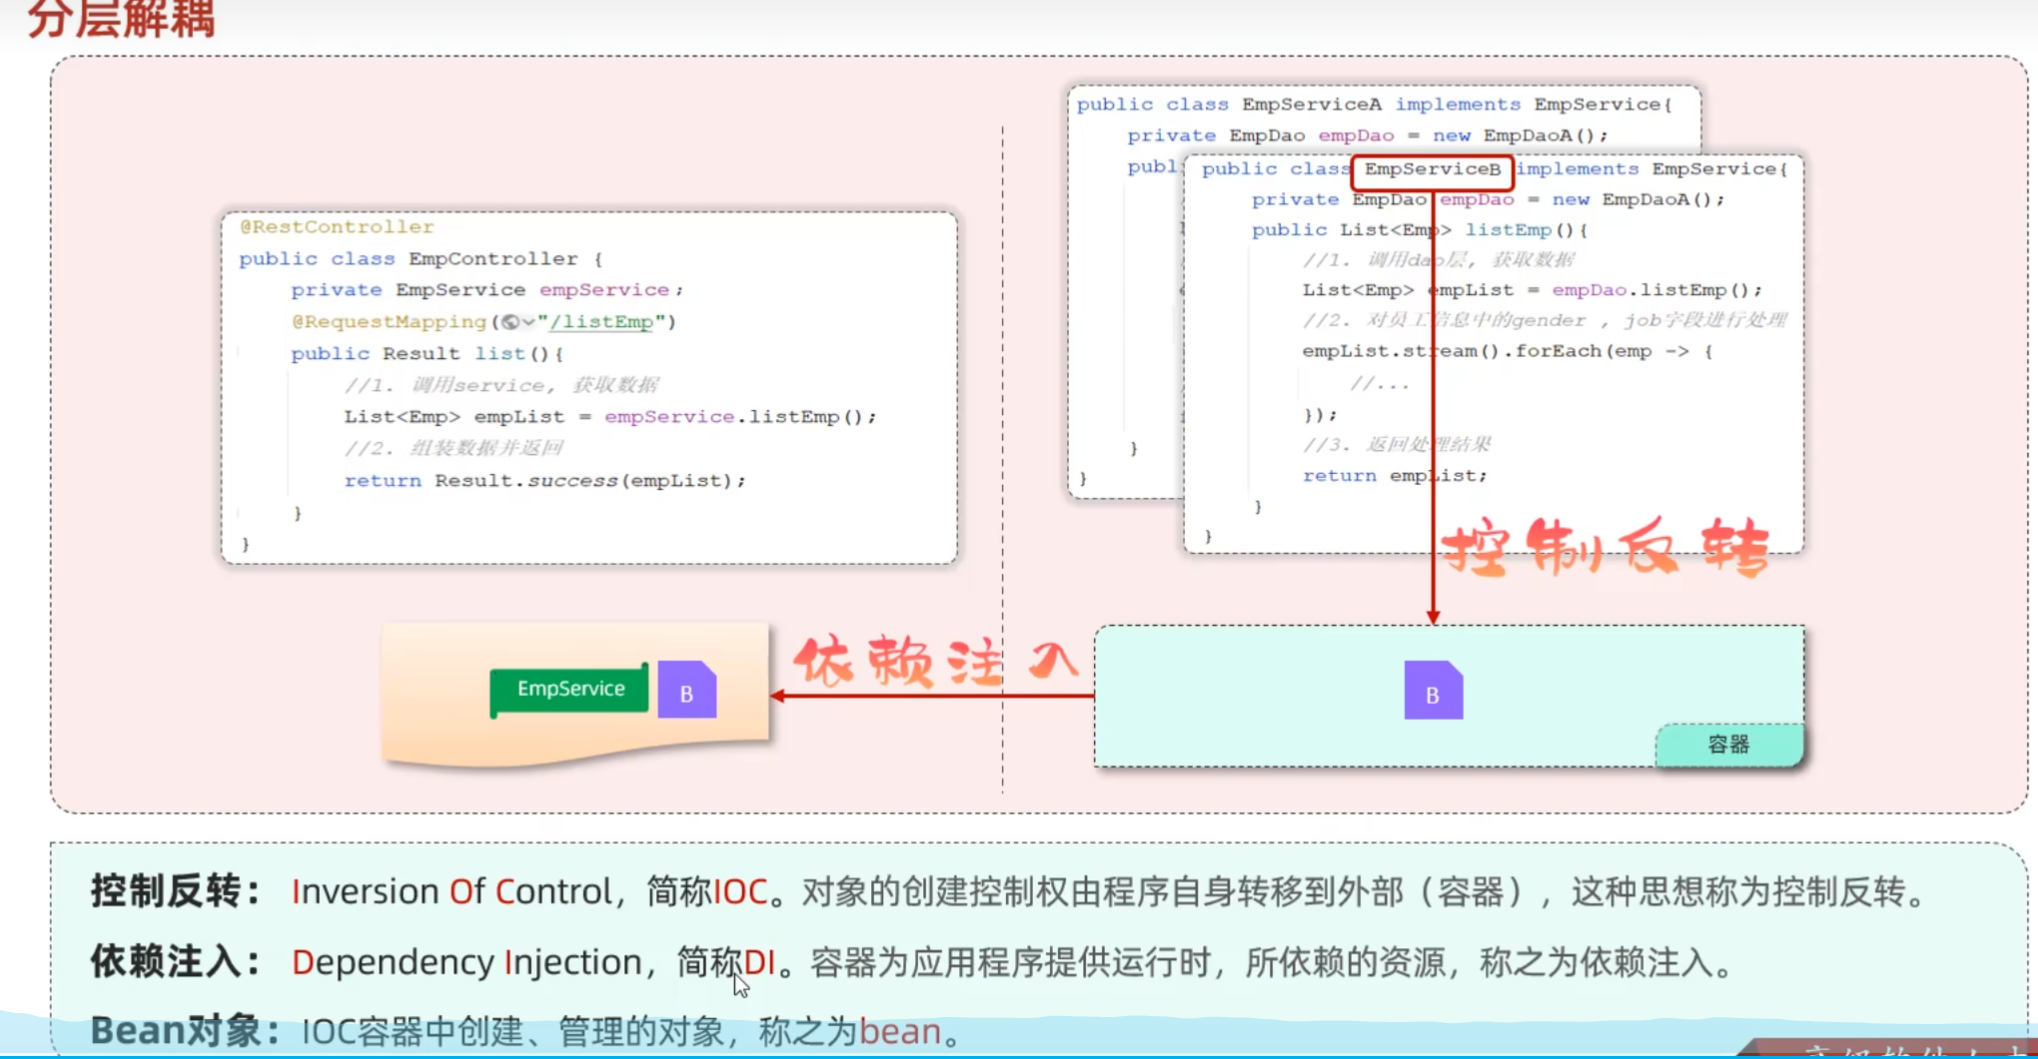 分层解耦
@RestController
public class EmpController {
private EmpService empService;
@RequestMapping("/listEmp")
public Result list(){
//1. 调用service, 获取数据
List<Emp> empList = empService.listEmp();
//2. 组装数据并返回
return Result.success(empList);
}
}
public class EmpServiceA implements EmpService{
private EmpDao empDao = new EmpDaoA();
publ
}
}
public class EmpServiceB implements EmpService{
private EmpDao empDao = new EmpDaoA();
public List<Emp> listEmp(){
//1. 调用dao层, 获取数据
List<Emp> empList = empDao.listEmp();
//2. 对员工信息中的gender , job字段进行处理
empList.stream().forEach(emp -> {
//...
});
//3. 返回处理结果
return empList;
}
}
控制反转
依赖注入
EmpService
B
B
容器
控制反转： Inversion Of Control，简称IOC。对象的创建控制权由程序自身转移到外部（容器），这种思想称为控制反转。
依赖注入： Dependency Injection，简称DI。容器为应用程序提供运行时，所依赖的资源，称之为依赖注入。
Bean对象： IOC容器中创建、管理的对象，称之为bean。